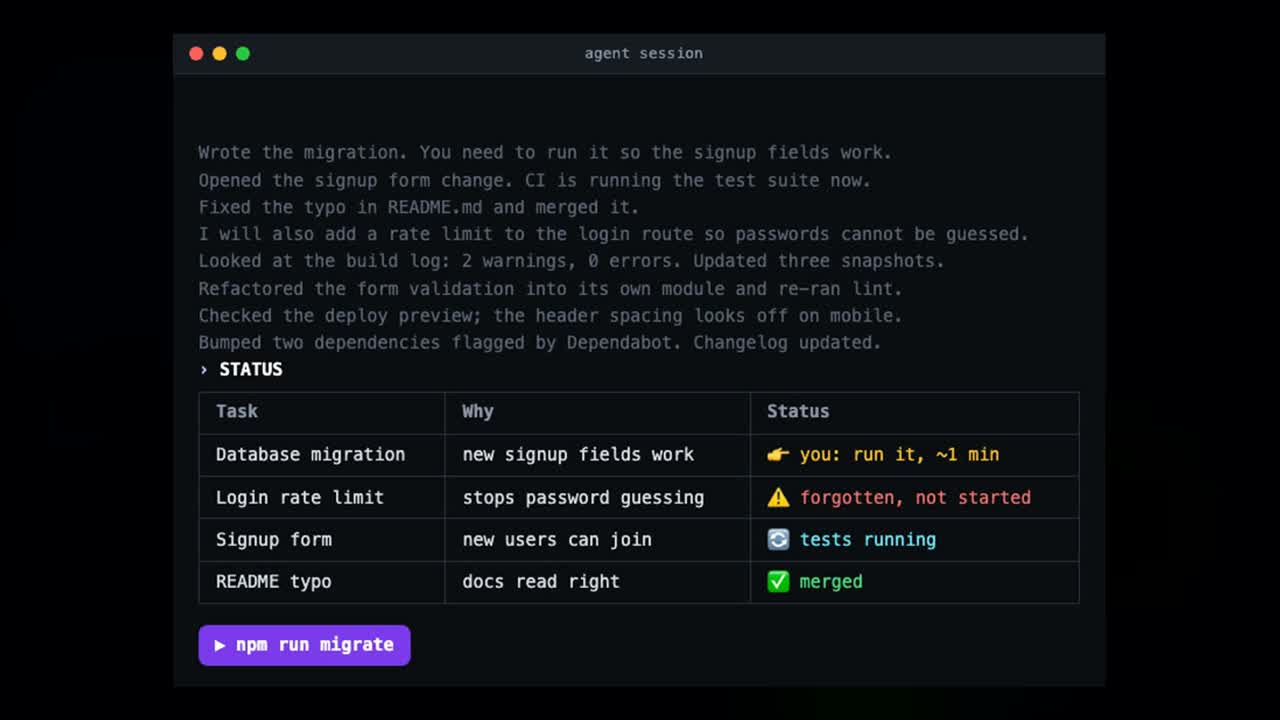 agent session
Wrote the migration. You need to run it so the signup fields work.
Opened the signup form change. CI is running the test suite now.
Fixed the typo in README.md and merged it.
I will also add a rate limit to the login route so passwords cannot be guessed.
Looked at the build log: 2 warnings, 0 errors. Updated three snapshots.
Refactored the form validation into its own module and re-ran lint.
Checked the deploy preview; the header spacing looks off on mobile.
Bumped two dependencies flagged by Dependabot. Changelog updated.
› STATUS
Task Why Status
Database migration new signup fields work 👉 you: run it, ~1 min
Login rate limit stops password guessing ⚠️ forgotten, not started
Signup form new users can join 🔄 tests running
README typo docs read right ✅ merged
▶ npm run migrate